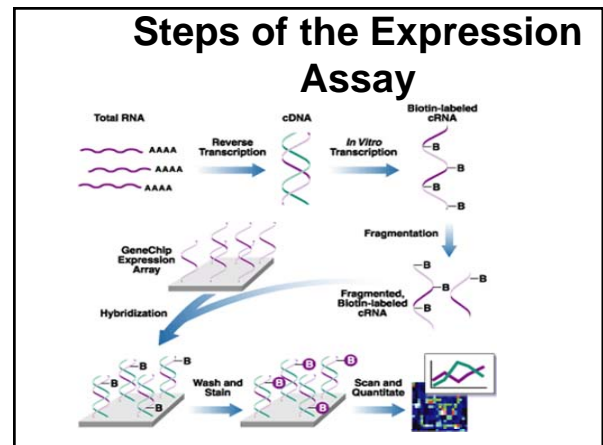 Steps of the Expression
Assay
Total RNA
AAAA
AAAA
AAAA
Reverse
Transcription
cDNA
In Vitro
Transcription
Biotin-labeled
cRNA
B
B
B
B
Fragmentation
GeneChip
Expression
Array
B
B
B
Fragmented,
Biotin-labeled
cRNA
Hybridization
B
B
B
B
Wash and
Stain
B
B
B
B
Scan and
Quantitate